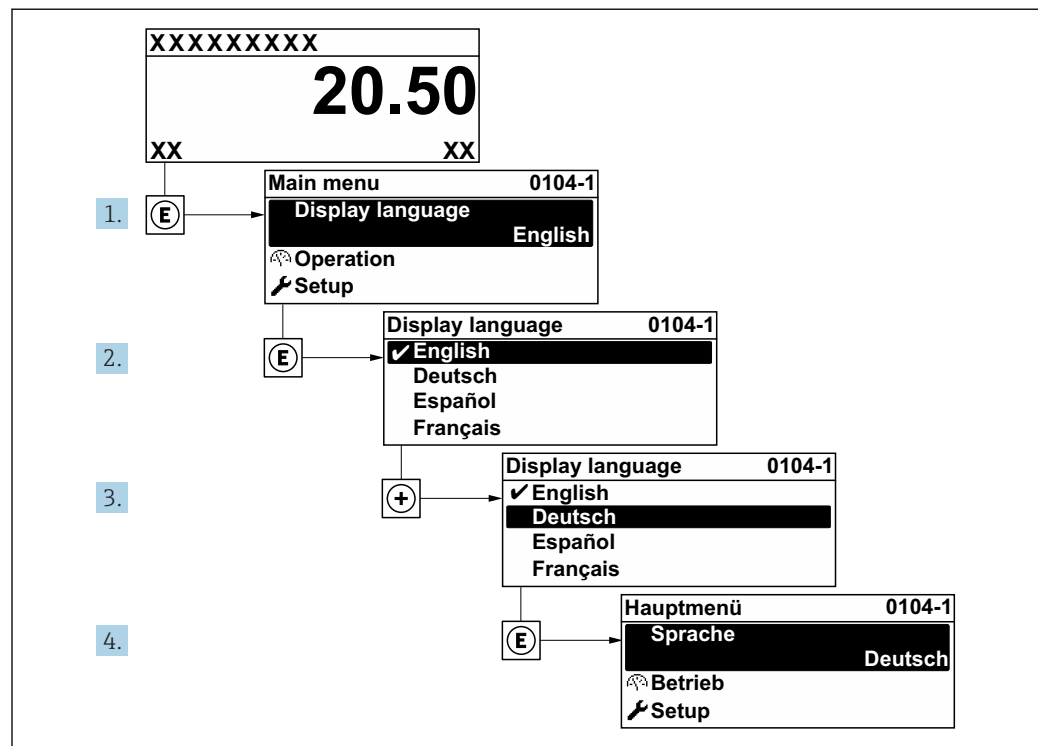 XXXXXXXXX
20.50
XX XX
1.
E
Main menu 0104-1
Display language
English
Operation
Setup
2.
E
Display language 0104-1
✔English
Deutsch
Español
Français
3.
+
Display language 0104-1
✔English
Deutsch
Español
Français
4.
E
Hauptmenü 0104-1
Sprache
Deutsch
Betrieb
Setup